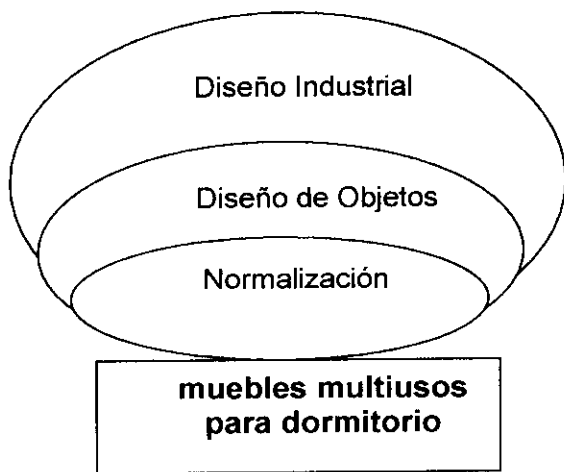 Diseño Industrial
Diseño de Objetos
Normalización
muebles multiusos
para dormitorio